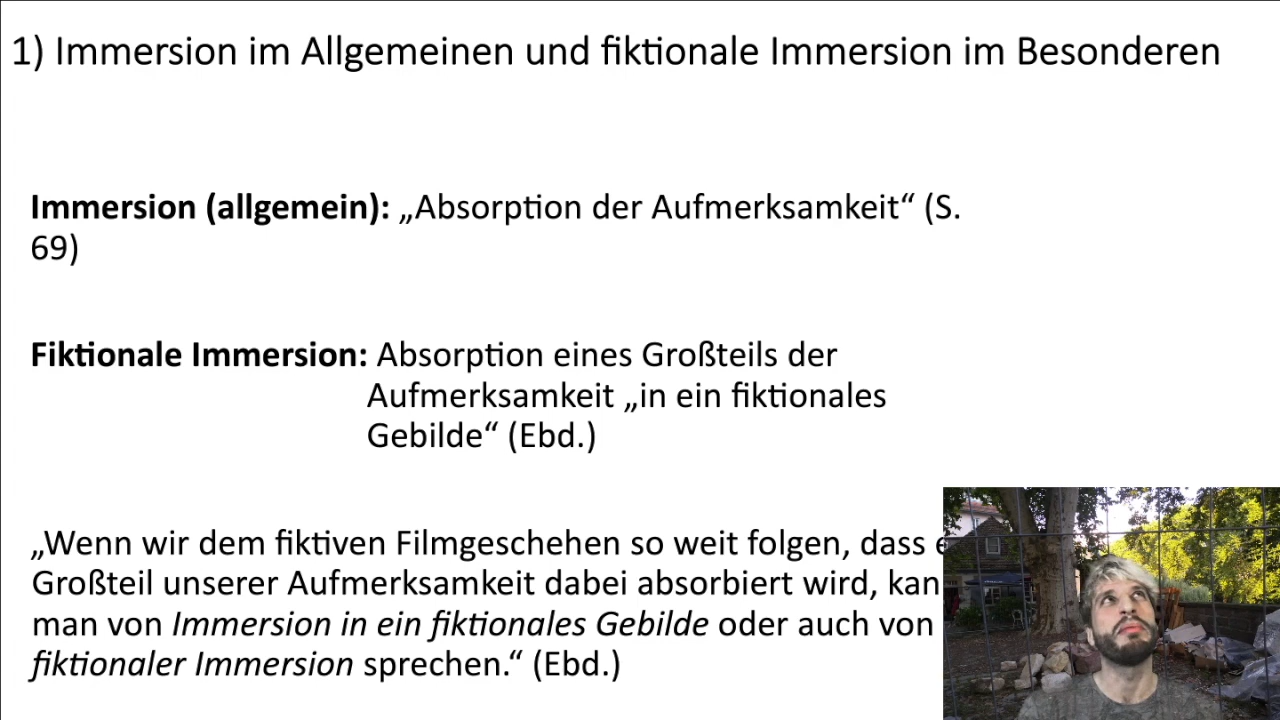 1) Immersion im Allgemeinen und fiktionale Immersion im Besonderen
Immersion (allgemein): „Absorption der Aufmerksamkeit“ (S.
69)
Fiktionale Immersion: Absorption eines Großteils der
Aufmerksamkeit „in ein fiktionales
Gebilde“ (Ebd.)
„Wenn wir dem fiktiven Filmgeschehen so weit folgen, dass
Großteil unserer Aufmerksamkeit dabei absorbiert wird,
man von Immersion in ein fiktionales Gebilde oder auch von
fiktionaler Immersion sprechen.“ (Ebd.)